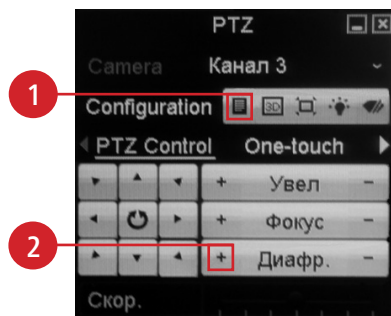 PTZ
Camera Канал 3
1
Configuration 3D
PTZ Control One-touch
+ Увел −
+ Фокус −
2
+ Диафр. −
Скор.